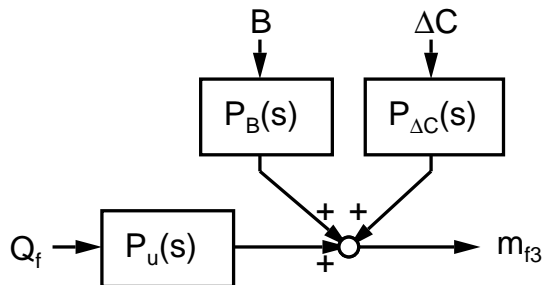 B ΔC
P_B(s) P_ΔC(s)
+ +
Q_f P_u(s) + m_f3